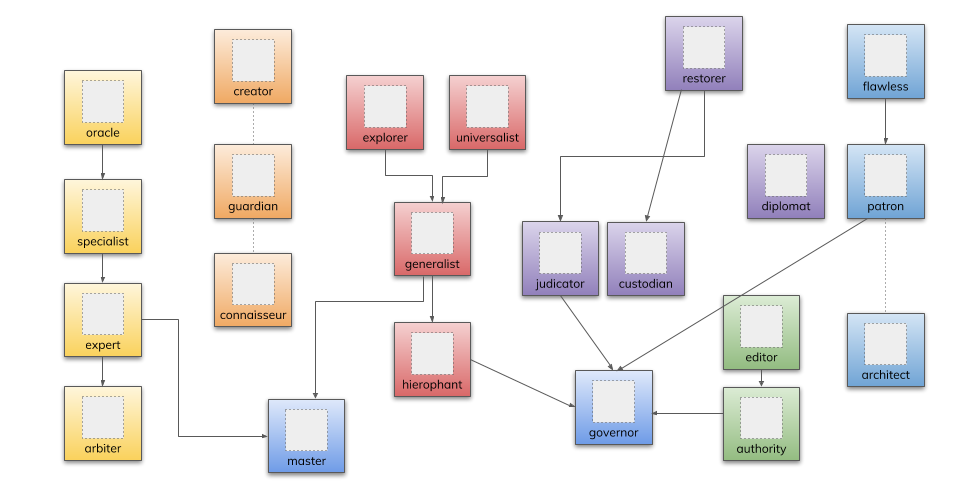 restorer
flawless
creator
oracle
explorer
universalist
guardian
diplomat
patron
specialist
generalist
judicator
custodian
connaisseur
expert
editor
architect
hierophant
governor
arbiter
authority
master